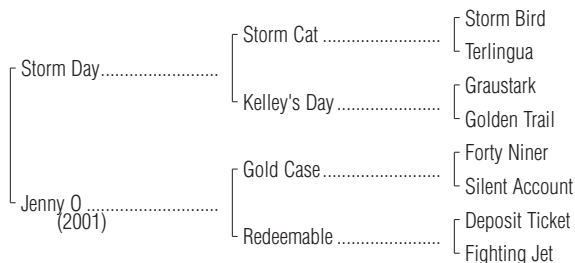 Storm Bird
Storm Cat ..............................
Terlingua
Storm Day..............................
Graustark
Kelley's Day ..........................
Golden Trail
Forty Niner
Gold Case ..............................
Silent Account
Jenny O ..................................
(2001)
Deposit Ticket
Redeemable ..........................
Fighting Jet